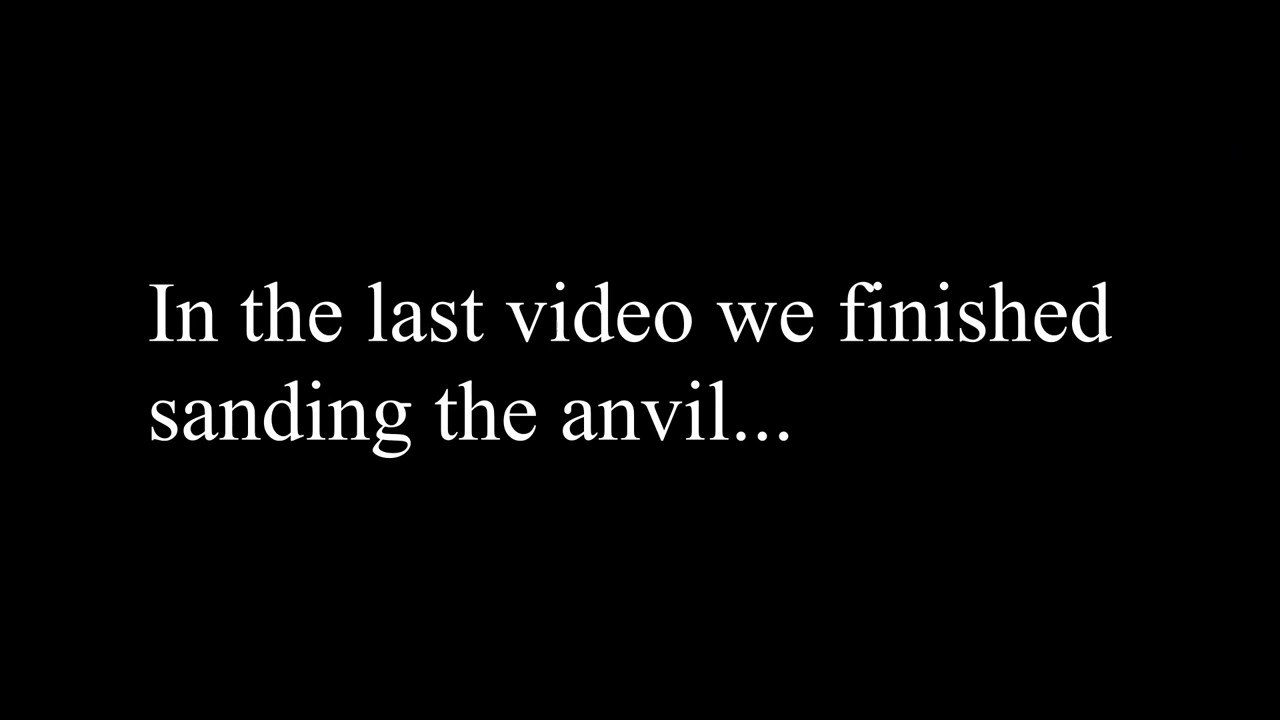 In the last video we finished
sanding the anvil...